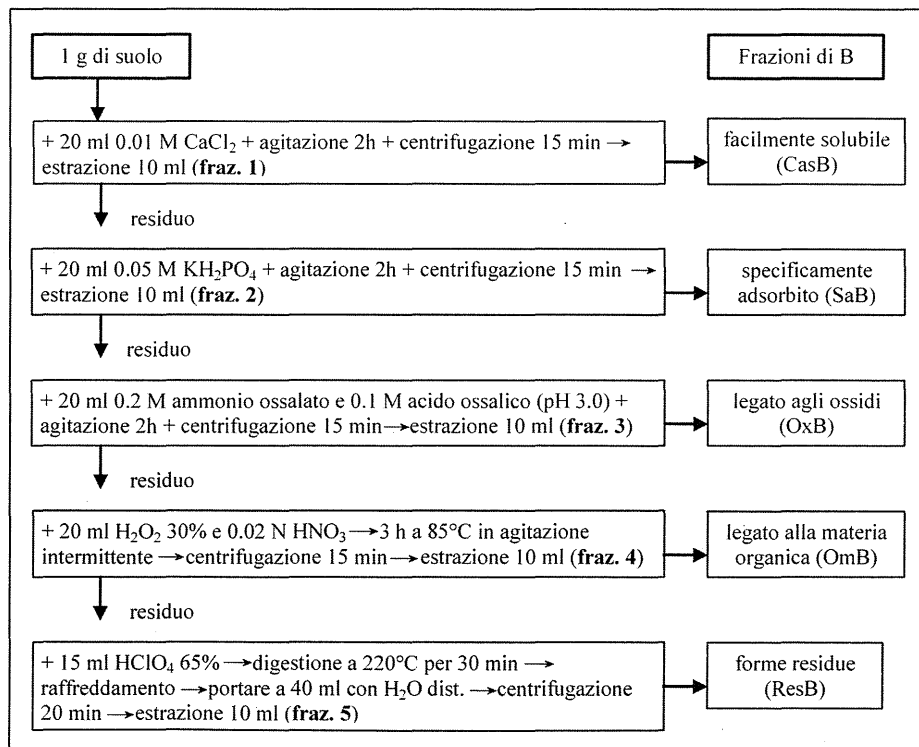 1 g di suolo
Frazioni di B
+ 20 ml 0.01 M CaCl₂ + agitazione 2h + centrifugazione 15 min →
estrazione 10 ml (fraz. 1)
facilmente solubile
(CasB)
residuo
+ 20 ml 0.05 M KH₂PO₄ + agitazione 2h + centrifugazione 15 min →
estrazione 10 ml (fraz. 2)
specificamente
adsorbito (SaB)
residuo
+ 20 ml 0.2 M ammonio ossalato e 0.1 M acido ossalico (pH 3.0) +
agitazione 2h + centrifugazione 15 min→estrazione 10 ml (fraz. 3)
legato agli ossidi
(OxB)
residuo
+ 20 ml H₂O₂ 30% e 0.02 N HNO₃ →3 h a 85°C in agitazione
intermittente →centrifugazione 15 min→estrazione 10 ml (fraz. 4)
legato alla materia
organica (OmB)
residuo
+ 15 ml HClO₄ 65% →digestione a 220°C per 30 min →
raffreddamento→portare a 40 ml con H₂O dist. →centrifugazione
20 min→estrazione 10 ml (fraz. 5)
forme residue
(ResB)